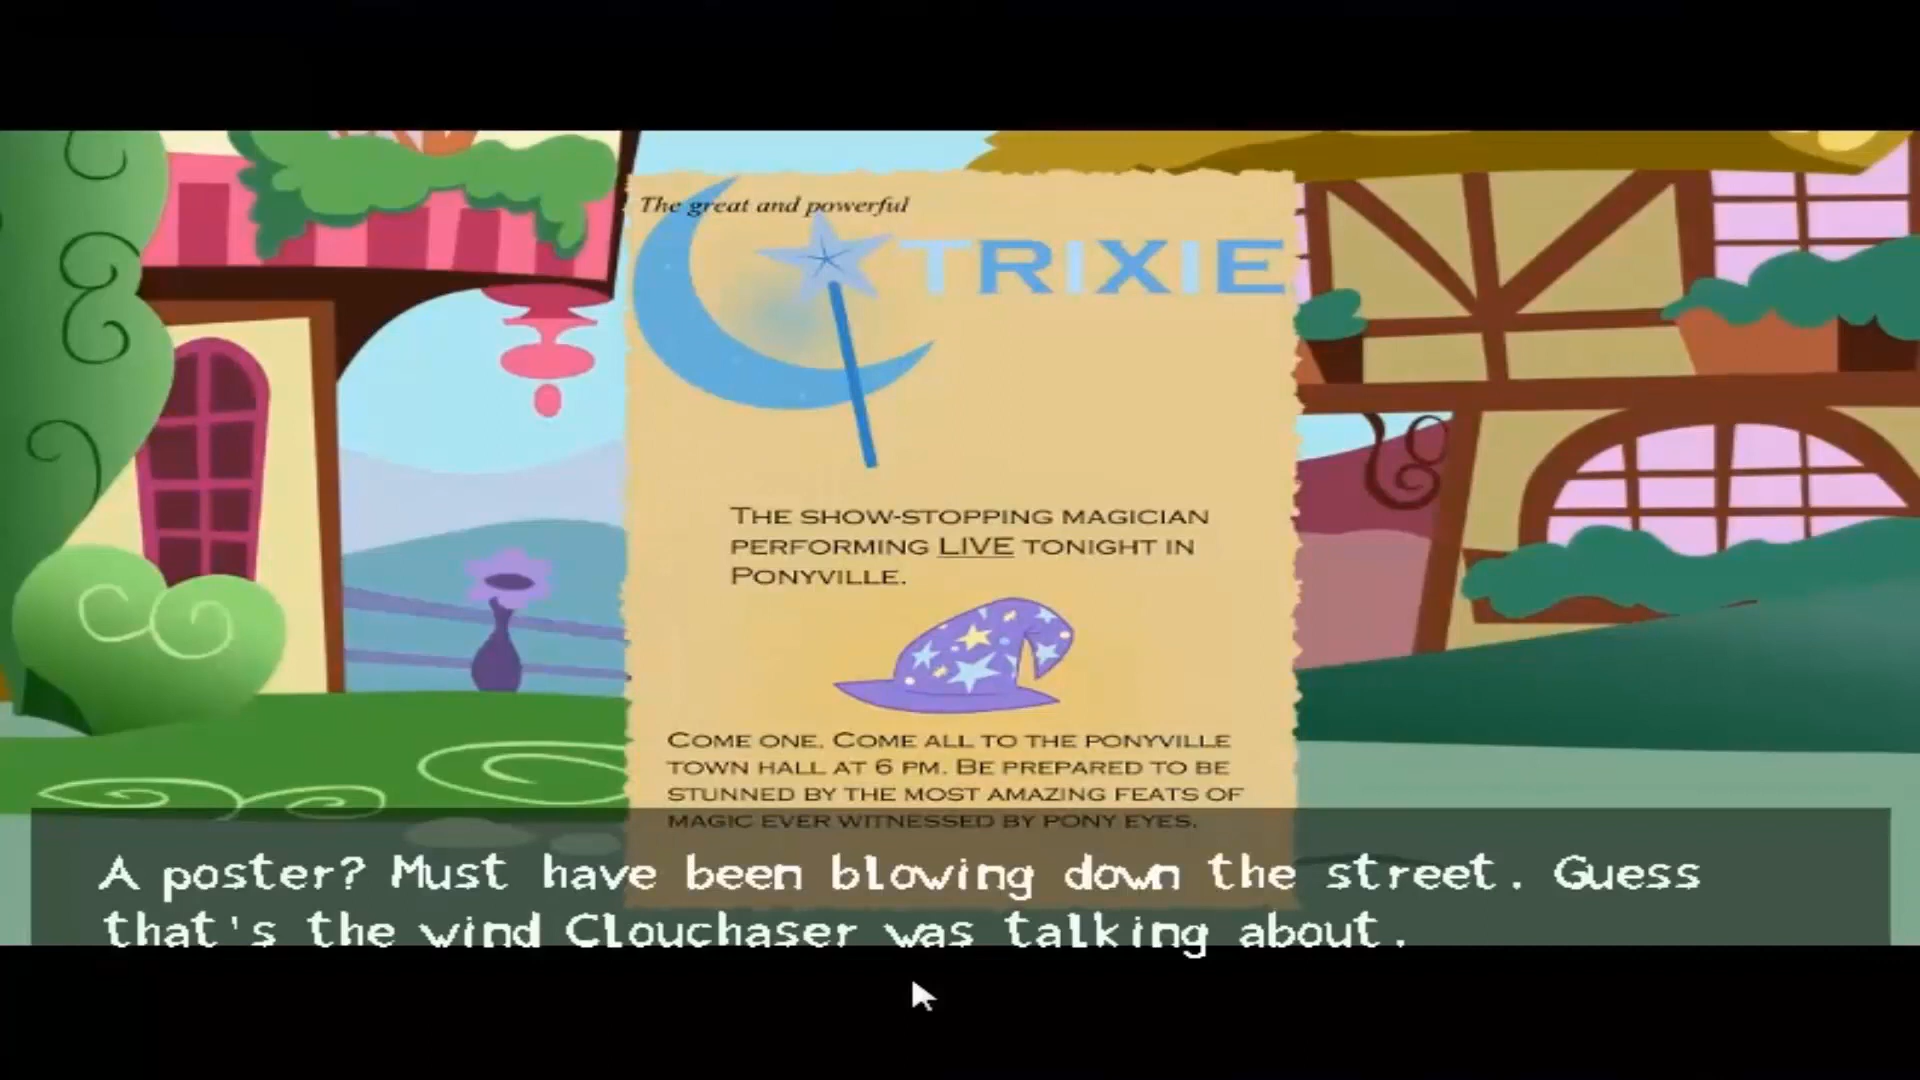 The great and powerful
TRIXIE
THE SHOW-STOPPING MAGICIAN
PERFORMING LIVE TONIGHT IN
PONYVILLE.
COME ONE, COME ALL TO THE PONYVILLE
TOWN HALL AT 6 PM. BE PREPARED TO BE
STUNNED BY THE MOST AMAZING FEATS OF
MAGIC EVER WITNESSED BY PONY EYES.
A poster? Must have been blowing down the street. Guess
that's the wind Clouchaser was talking about.